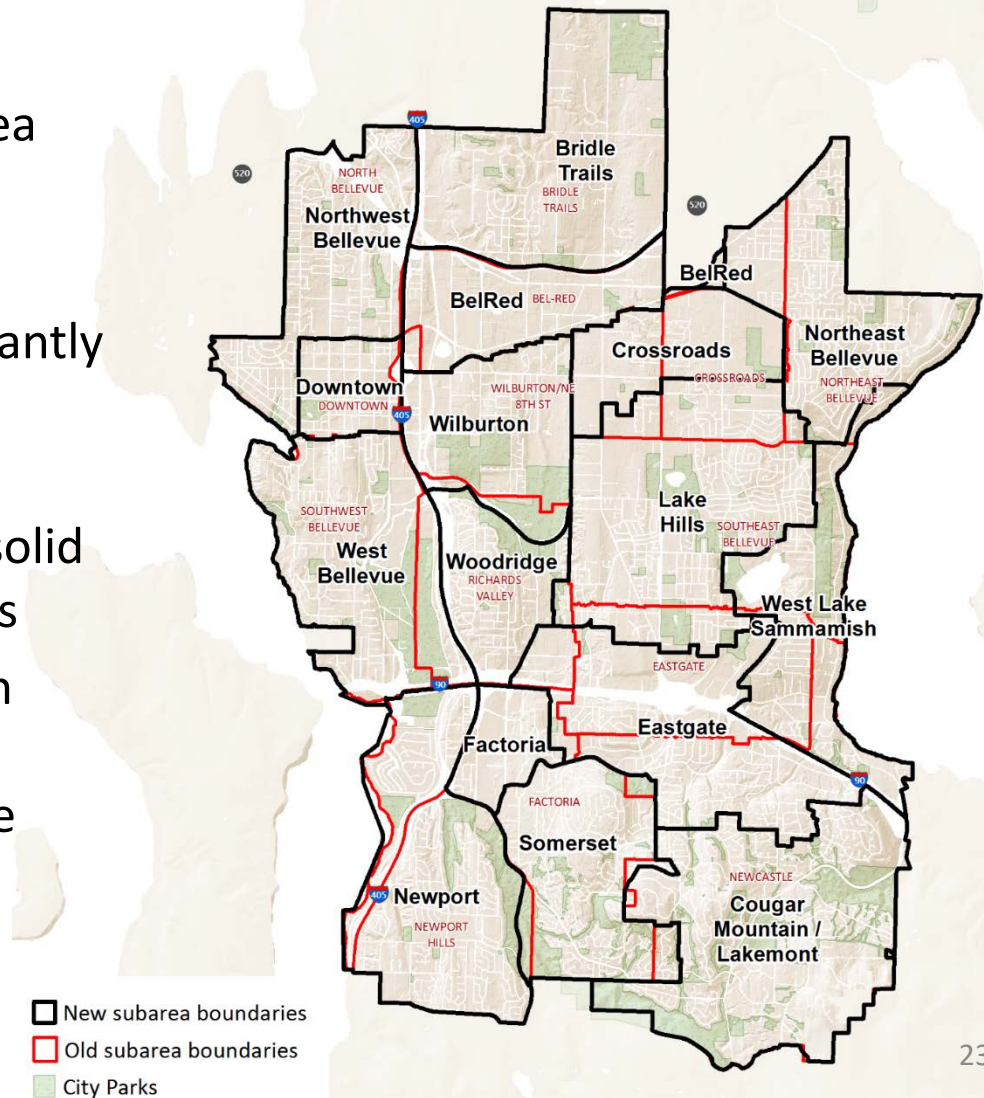 ea
antly
solid
s
n
e
405
520
NORTH
BELLEVUE
Northwest
Bellevue
Bridle
Trails
BRIDLE
TRAILS
520
BelRed
BelRed
BEL-RED
Crossroads
CROSSROADS
Northeast
Bellevue
NORTHEAST
BELLEVUE
Downtown
DOWNTOWN
405
WILBURTON/NE
8TH ST
Wilburton
Lake
Hills
SOUTHEAST
BELLEVUE
SOUTHWEST
BELLEVUE
West
Bellevue
Woodridge
RICHARDS
VALLEY
West Lake
Sammamish
EASTGATE
90
Eastgate
Factoria
90
FACTORIA
Somerset
405
Newport
NEWPORT
HILLS
NEWCASTLE
Cougar
Mountain /
Lakemont
New subarea boundaries
Old subarea boundaries
City Parks
23